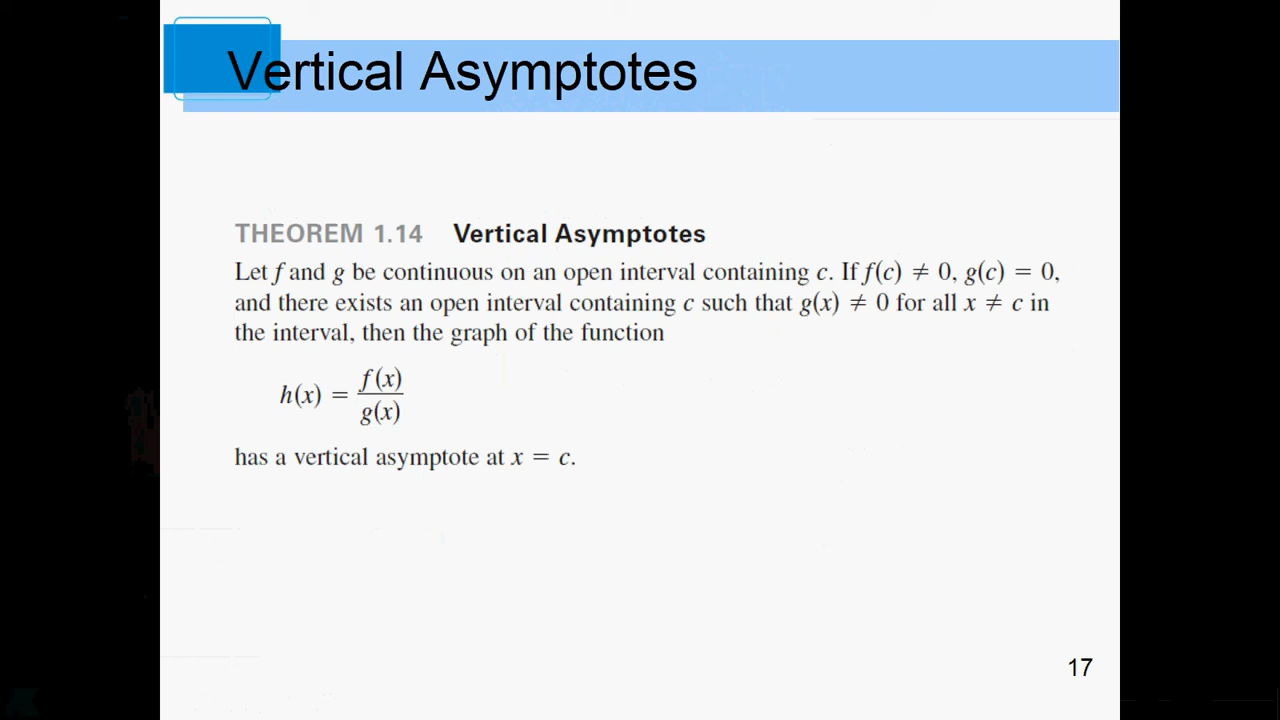 Vertical Asymptotes
THEOREM 1.14 Vertical Asymptotes
Let f and g be continuous on an open interval containing c. If f(c) ≠ 0, g(c) = 0,
and there exists an open interval containing c such that g(x) ≠ 0 for all x ≠ c in
the interval, then the graph of the function
h(x) = f(x)/g(x)
has a vertical asymptote at x = c.
17